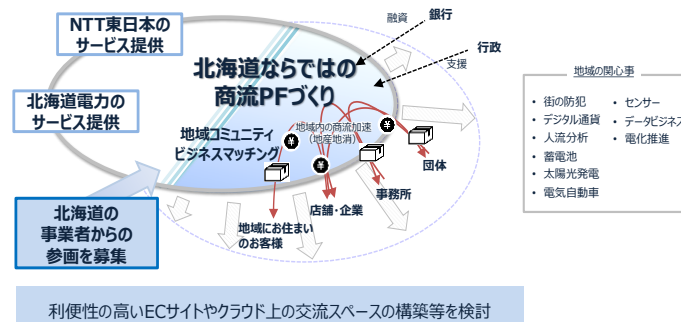 NTT東日本の
サービス提供
北海道電力の
サービス提供
北海道の
事業者からの
参画を募集
北海道ならではの
商流PFづくり
地域コミュニティ
ビジネスマッチング
地域内の商流加速
(地産地消)
¥
¥
¥
融資
銀行
行政
支援
団体
事務所
店舗・企業
地域にお住まい
のお客様
地域の関心事
• 街の防犯
• デジタル通貨
• 人流分析
• 蓄電池
• 太陽光発電
• 電気自動車
• センサー
• データビジネス
• 電化推進
利便性の高いECサイトやクラウド上の交流スペースの構築等を検討